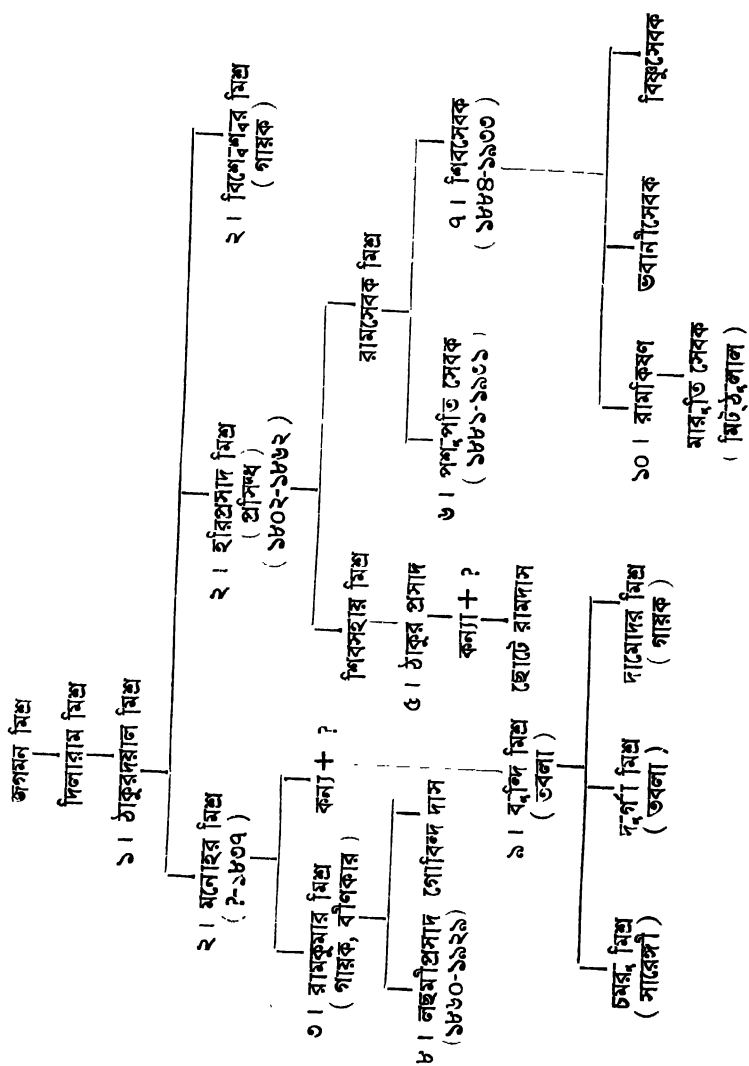 জগমন মিশ্র
দিলারাম মিশ্র
১। ঠাকুরদয়াল মিশ্র
২। মনোহর মিশ্র
(?-১৮৩৭)
২। হরিপ্রসাদ মিশ্র
( প্রসিদ্ধ )
(১৮০২-১৮৬২)
২। বিশ্বেশ্বর মিশ্র
( গায়ক )
৩। রামকুমার মিশ্র
( গায়ক, বীণকার )
কন্যা + ?
শিবসহায় মিশ্র
রামসেবক মিশ্র
৮। লছমীপ্রসাদ
(১৮৬০-১৯২৯)
গোবিন্দ দাস
৫। ঠাকুর প্রসাদ
কন্যা + ?
ছোটে রামদাস
৬। পশুপতি সেবক
( ১৮৮১-১৯৩১ )
৭। শিবসেবক
( ১৮৮৪-১৯৩৩ )
৯। বুন্দি মিশ্র
( তবলা )
চমরু মিশ্র
( সারেঙ্গী )
দুর্গা মিশ্র
( তবলা )
দামোদর মিশ্র
( গায়ক )
১০। রামকিষণ
মারুতি সেবক
( মিট্ঠুলাল )
ভবানীসেবক
বিষ্ণুসেবক